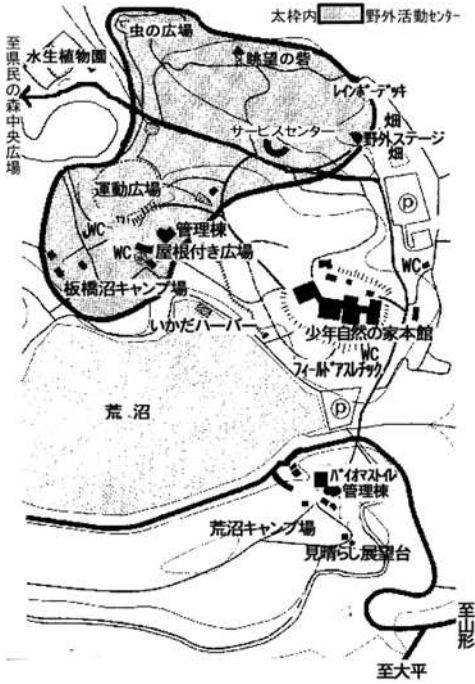 太枠内 野外活動センター
虫の広場
水生植物園
眺望の砦
至県民の森中央広場
レインボーデッキ
畑
サービスセンター
野外ステージ
畑
運動広場
P
管理棟
WC
WC
屋根付き広場
WC
板橋沼キャンプ場
いかだハーバー
少年自然の家本館
WC
フィールドアスレチック
荒沼
P
バイオマストイレ
管理棟
荒沼キャンプ場
見晴らし展望台
至山形
至大平